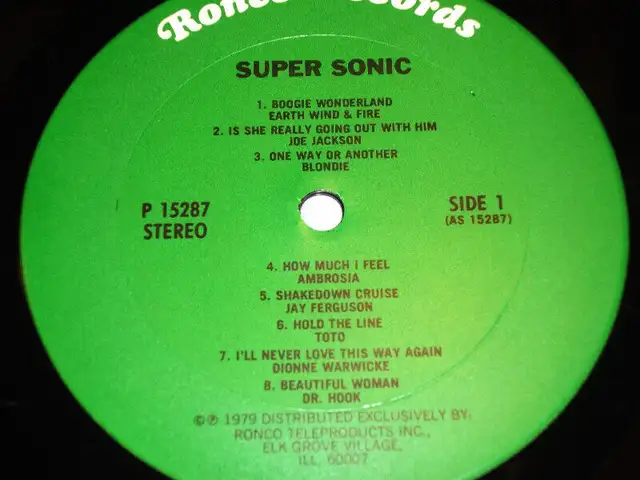 Ronco Records
SUPER SONIC
1. BOOGIE WONDERLAND
EARTH WIND & FIRE
2. IS SHE REALLY GOING OUT WITH HIM
JOE JACKSON
3. ONE WAY OR ANOTHER
BLONDIE
P 15287
STEREO
SIDE 1
(AS 15287)
4. HOW MUCH I FEEL
AMBROSIA
5. SHAKEDOWN CRUISE
JAY FERGUSON
6. HOLD THE LINE
TOTO
7. I'LL NEVER LOVE THIS WAY AGAIN
DIONNE WARWICKE
8. BEAUTIFUL WOMAN
DR. HOOK
©℗ 1979 DISTRIBUTED EXCLUSIVELY BY:
RONCO TELEPRODUCTS INC.,
ELK GROVE VILLAGE,
ILL. 60007